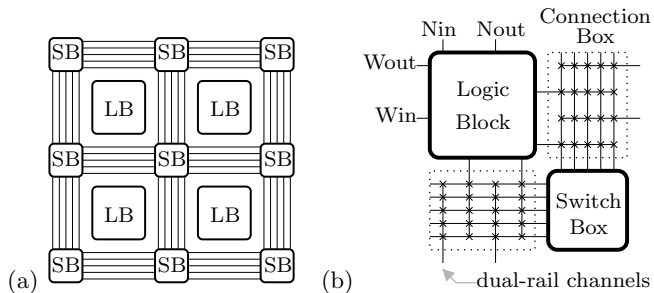 SB SB SB
LB LB
SB SB SB
LB LB
SB SB SB
(a)
Nin Nout
Connection
Box
Wout
Logic
Block
Win
Switch
Box
dual-rail channels
(b)